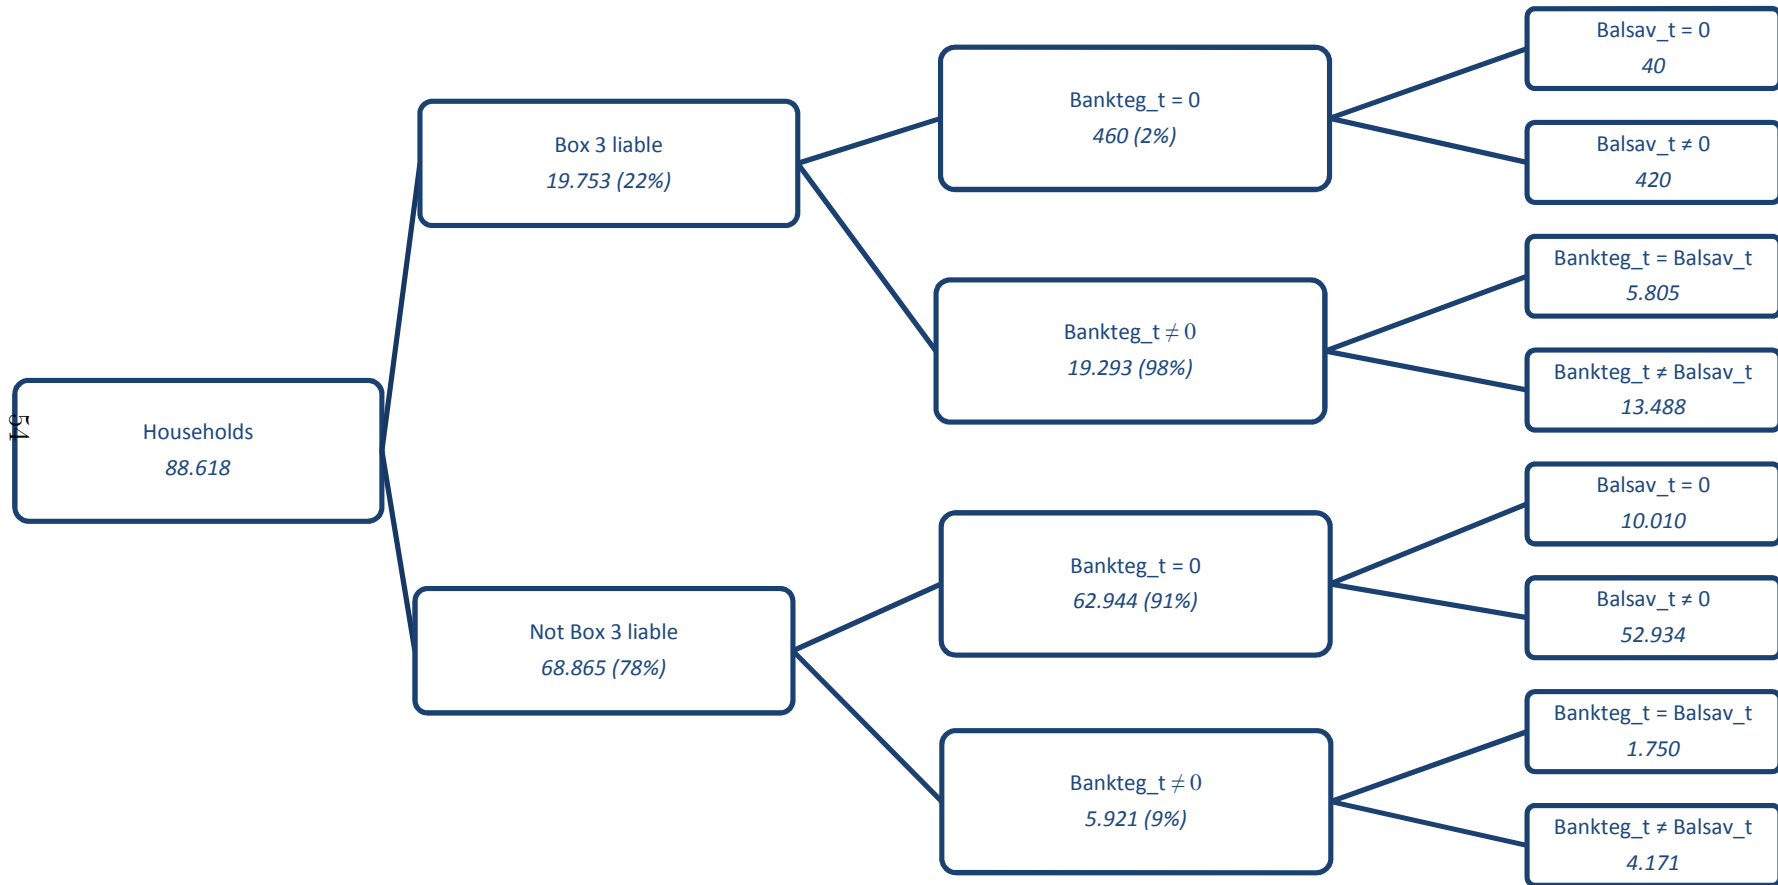 Households
88.618
Box 3 liable
19.753 (22%)
Not Box 3 liable
68.865 (78%)
Bankteg_t = 0
460 (2%)
Bankteg_t ≠ 0
19.293 (98%)
Bankteg_t = 0
62.944 (91%)
Bankteg_t ≠ 0
5.921 (9%)
Balsav_t = 0
40
Balsav_t ≠ 0
420
Bankteg_t = Balsav_t
5.805
Bankteg_t ≠ Balsav_t
13.488
Balsav_t = 0
10.010
Balsav_t ≠ 0
52.934
Bankteg_t = Balsav_t
1.750
Bankteg_t ≠ Balsav_t
4.171
54